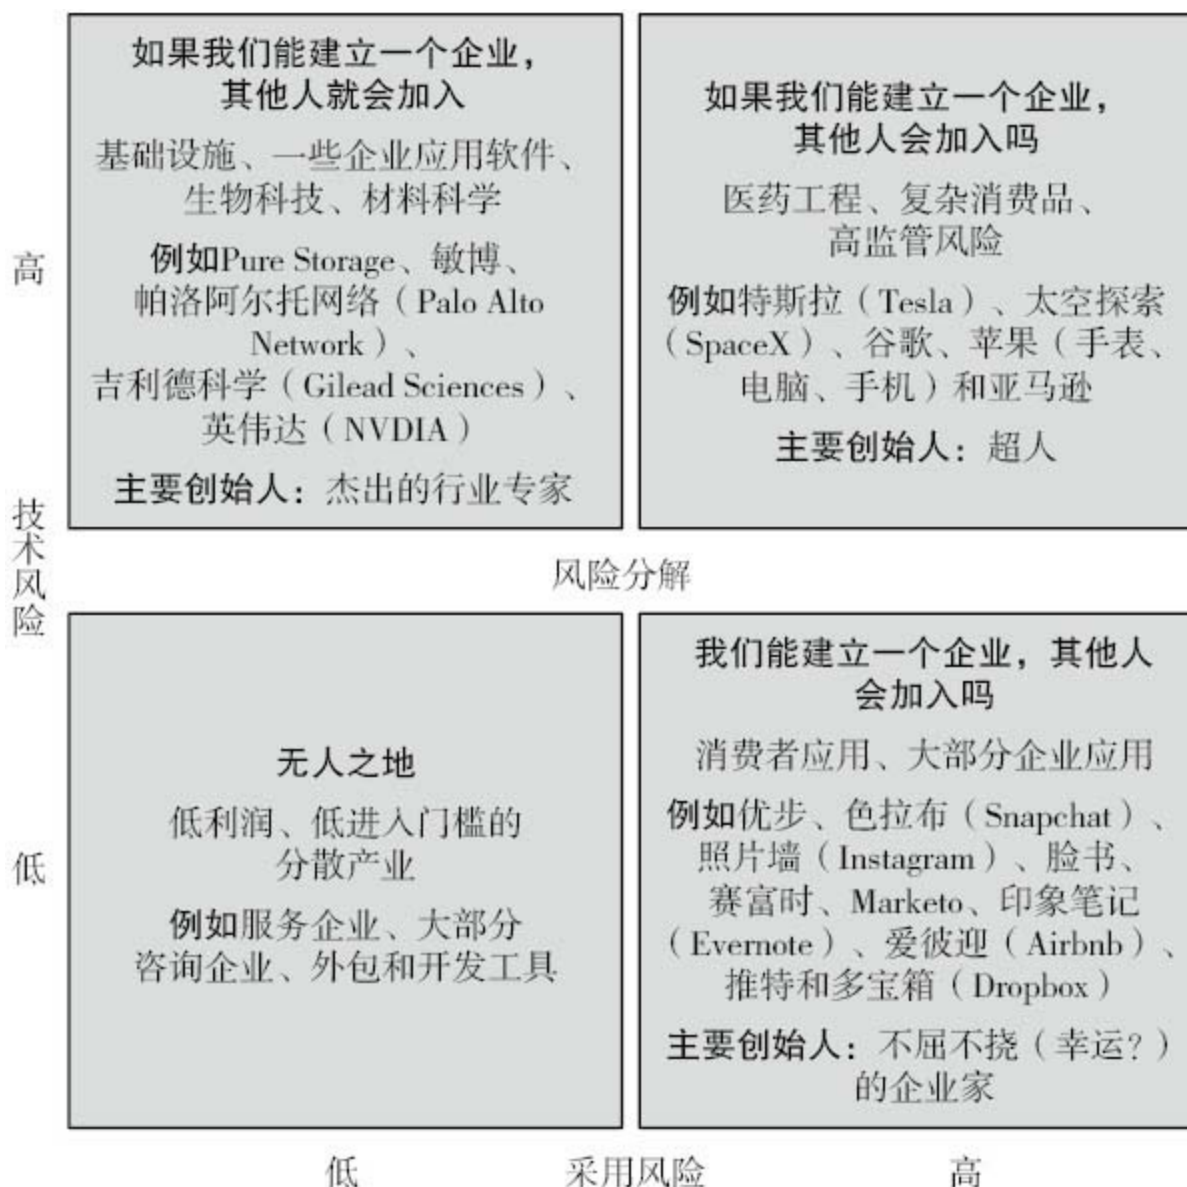 如果我们能建立一个企业，
其他人就会加入
基础设施、一些企业应用软件、
生物科技、材料科学
例如Pure Storage、敏博、
帕洛阿尔托网络（Palo Alto
Network）、
吉利德科学（Gilead Sciences）、
英伟达（NVDIA）
主要创始人：杰出的行业专家
如果我们能建立一个企业，
其他人会加入吗
医药工程、复杂消费品、
高监管风险
例如特斯拉（Tesla）、太空探索
（SpaceX）、谷歌、苹果（手表、
电脑、手机）和亚马逊
主要创始人：超人
高
技术风险
风险分解
无人之地
低利润、低进入门槛的
分散产业
例如服务企业、大部分
咨询企业、外包和开发工具
我们能建立一个企业，其他人
会加入吗
消费者应用、大部分企业应用
例如优步、色拉布（Snapchat）、
照片墙（Instagram）、脸书、
赛富时、Marketo、印象笔记
（Evernote）、爱彼迎（Airbnb）、
推特和多宝箱（Dropbox）
主要创始人：不屈不挠（幸运？）
的企业家
低
低
采用风险
高